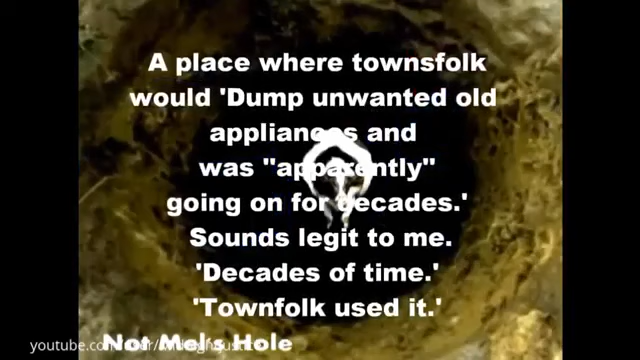 A place where townsfolk
would 'Dump unwanted old
appliances and
was "apparently"
going on for decades.'
Sounds legit to me.
'Decades of time.'
'Townfolk used it.'
Not Mel's Hole